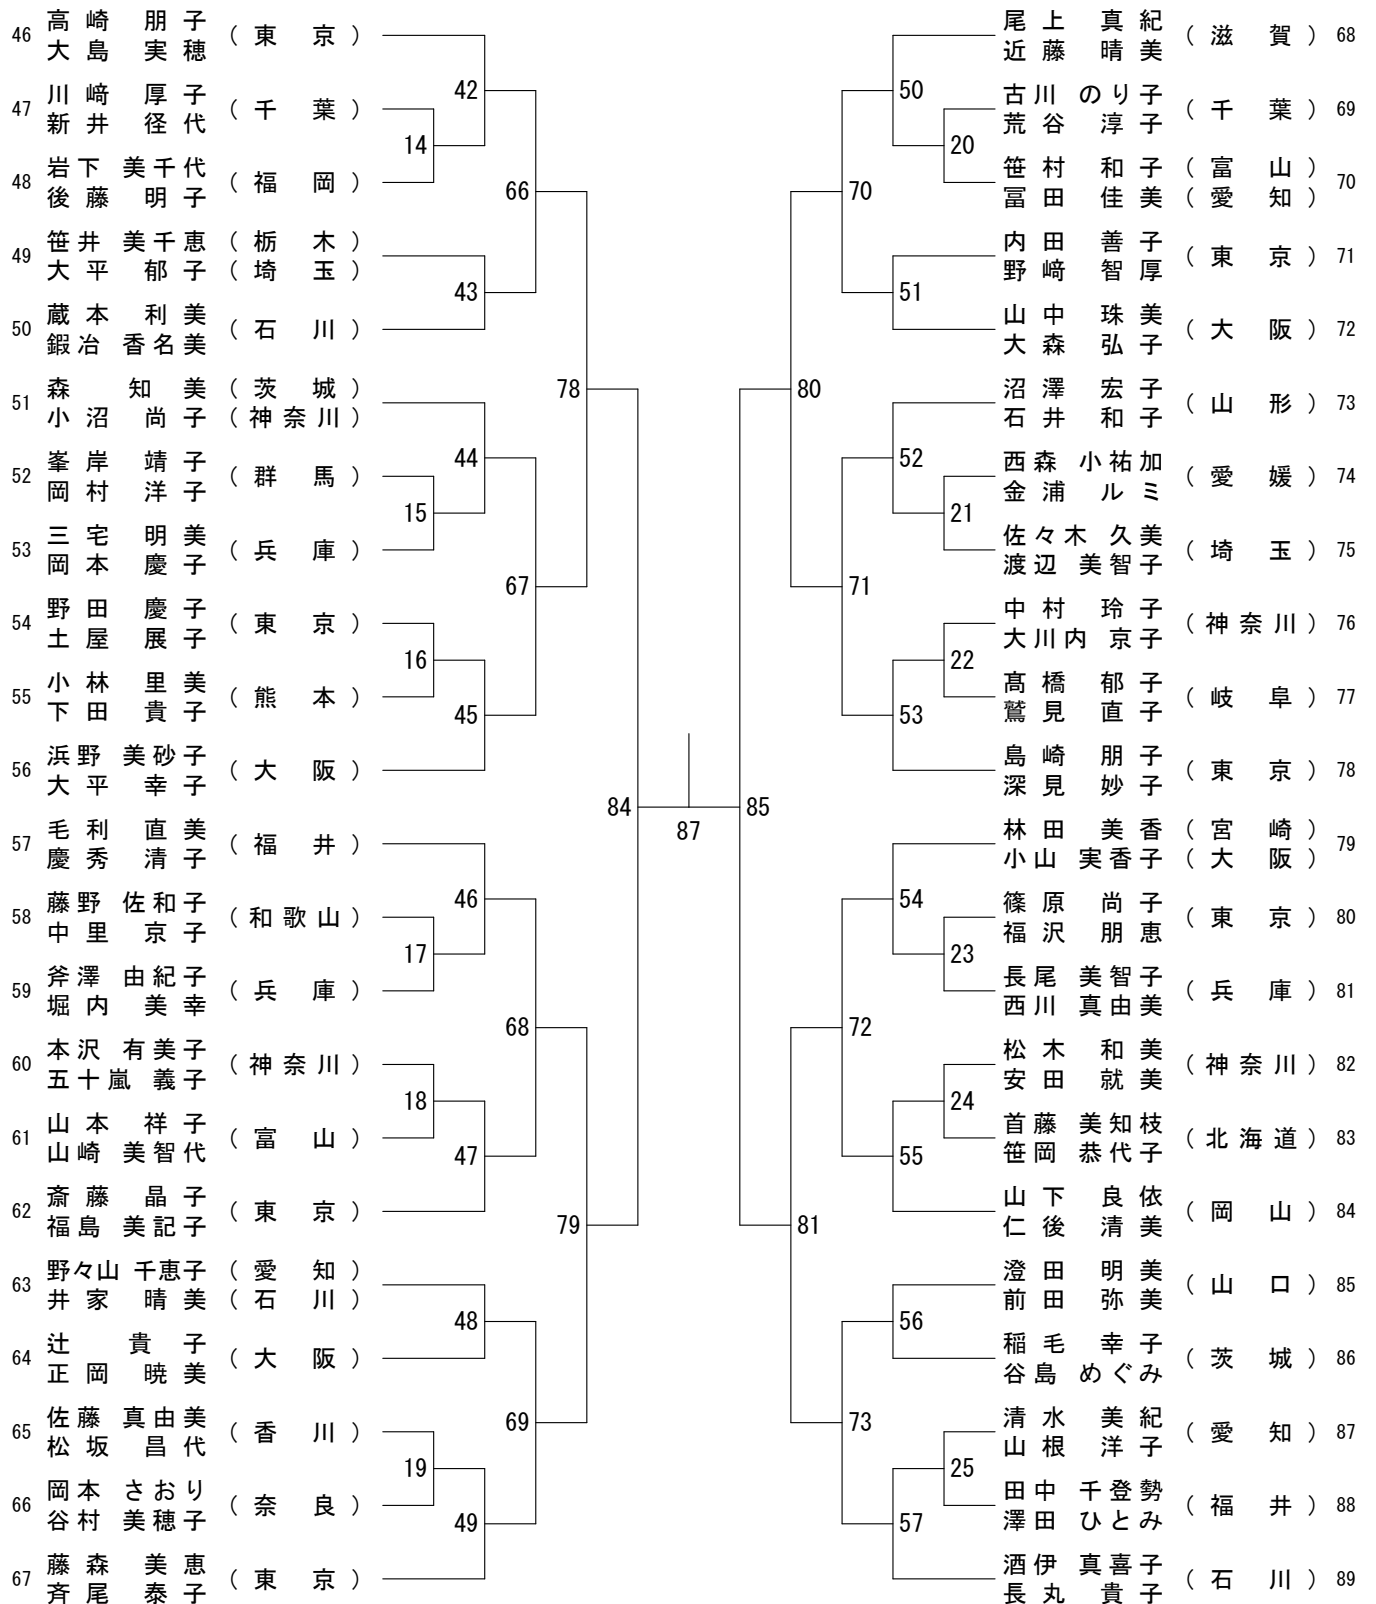 46 高崎 朋子 (東京)
大島 実穂
42
47 川﨑 厚子 (千葉)
新井 径代
14
48 岩下 美千代 (福岡)
後藤 明子
66
49 笹井 美千恵 (栃木)
大平 郁子 (埼玉)
43
50 蔵本 利美 (石川)
鍜冶 香名美
78
51 森 知美 (茨城)
小沼 尚子 (神奈川)
44
52 峯岸 靖子 (群馬)
岡村 洋子
15
53 三宅 明美 (兵庫)
岡本 慶子
67
54 野田 慶子 (東京)
土屋 展子
16
55 小林 里美 (熊本)
下田 貴子
45
56 浜野 美砂子 (大阪)
大平 幸子
84
57 毛利 直美 (福井)
慶秀 清子
46
58 藤野 佐和子 (和歌山)
中里 京子
17
59 斧澤 由紀子 (兵庫)
堀内 美幸
68
60 本沢 有美子 (神奈川)
五十嵐 義子
18
61 山本 祥子 (富山)
山崎 美智代
47
62 斎藤 晶子 (東京)
福島 美記子
79
63 野々山 千恵子 (愛知)
井家 晴美 (石川)
48
64 辻 貴子 (大阪)
正岡 暁美
69
65 佐藤 真由美 (香川)
松坂 昌代
19
66 岡本 さおり (奈良)
谷村 美穂子
49
67 藤森 美恵 (東京)
斉尾 泰子
87
尾上 真紀 (滋賀) 68
近藤 晴美
50
古川 のり子 (千葉) 69
荒谷 淳子
20
笹村 和子 (富山) 70
冨田 佳美 (愛知)
70
内田 善子 (東京) 71
野﨑 智厚
51
山中 珠美 (大阪) 72
大森 弘子
80
沼澤 宏子 (山形) 73
石井 和子
52
西森 小祐加 (愛媛) 74
金浦 ルミ
21
佐々木 久美 (埼玉) 75
渡辺 美智子
71
中村 玲子 (神奈川) 76
大川内 京子
22
髙橋 郁子 (岐阜) 77
鷲見 直子
53
島崎 朋子 (東京) 78
深見 妙子
85
林田 美香 (宮崎) 79
小山 実香子 (大阪)
54
篠原 尚子 (東京) 80
福沢 朋恵
23
長尾 美智子 (兵庫) 81
西川 真由美
72
松木 和美 (神奈川) 82
安田 就美
24
首藤 美知枝 (北海道) 83
笹岡 恭代子
55
山下 良依 (岡山) 84
仁後 清美
81
澄田 明美 (山口) 85
前田 弥美
56
稲毛 幸子 (茨城) 86
谷島 めぐみ
73
清水 美紀 (愛知) 87
山根 洋子
25
田中 千登勢 (福井) 88
澤田 ひとみ
57
酒伊 真喜子 (石川) 89
長丸 貴子